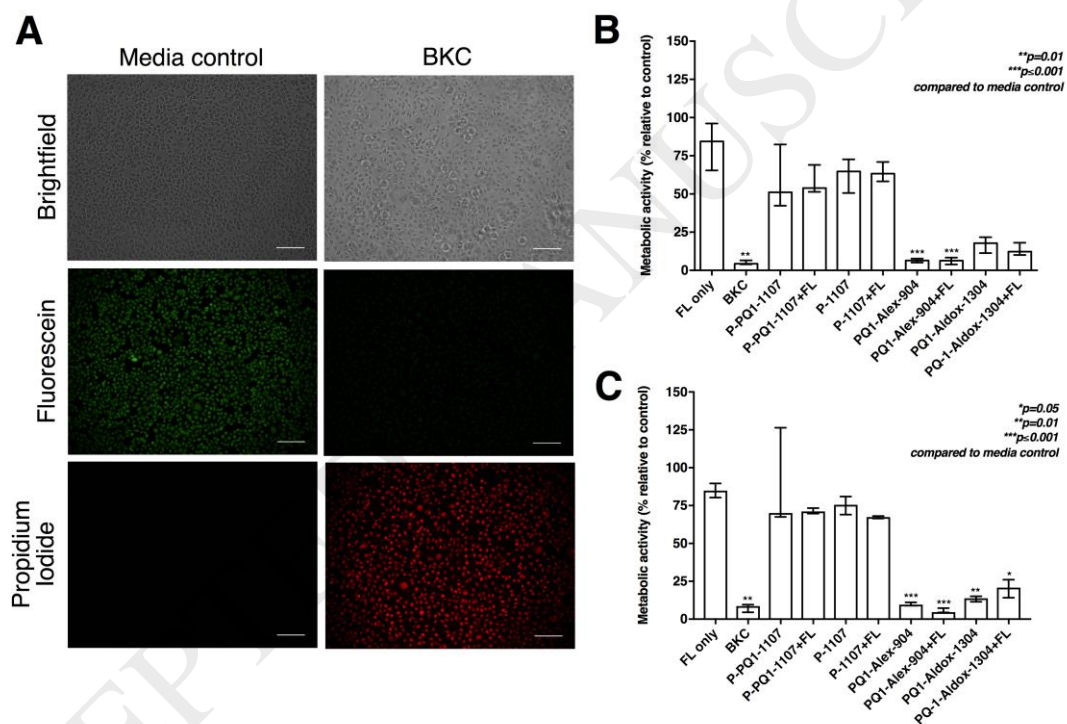 A
Media control
BKC
Brightfield
Fluorescein
Propidium
Iodide
B
Metabolic activity (% relative to control)
150
125
100
75
50
25
0
**p=0.01
***p≤0.001
compared to media control
**
***
***
FL only
BKC
P-PQ1-1107
P-PQ1-1107+FL
P-1107
P-1107+FL
PQ1-Alex-904
PQ1-Alex-904+FL
PQ1-Aldox-1304
PQ-1-Aldox-1304+FL
C
Metabolic activity (% relative to control)
150
125
100
75
50
25
0
*p=0.05
**p=0.01
***p≤0.001
compared to media control
**
***
***
**
*
FL only
BKC
P-PQ1-1107
P-PQ1-1107+FL
P-1107
P-1107+FL
PQ1-Alex-904
PQ1-Alex-904+FL
PQ1-Aldox-1304
PQ-1-Aldox-1304+FL